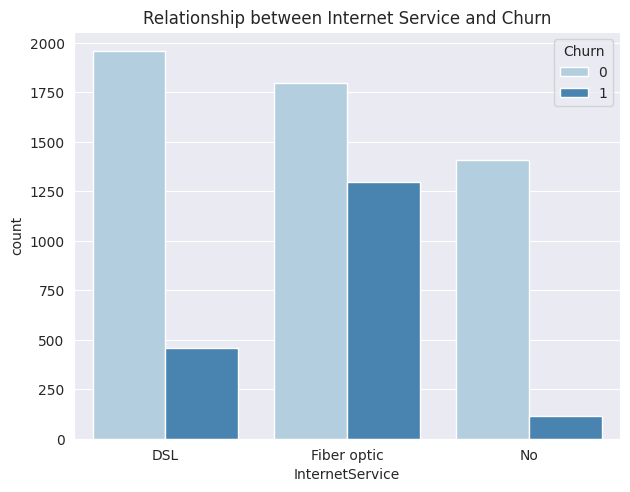 Relationship between Internet Service and Churn
Churn
0
1
2000
1750
1500
1250
1000
750
500
250
0
count
DSL
Fiber optic
No
InternetService